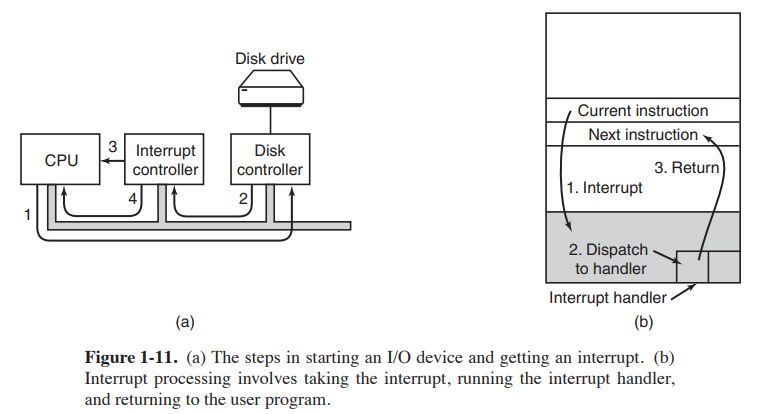 Disk drive
CPU
3
Interrupt
controller
Disk
controller
1
4
2
(a)
Current instruction
Next instruction
3. Return
1. Interrupt
2. Dispatch
to handler
Interrupt handler
(b)
Figure 1-11. (a) The steps in starting an I/O device and getting an interrupt. (b)
Interrupt processing involves taking the interrupt, running the interrupt handler,
and returning to the user program.